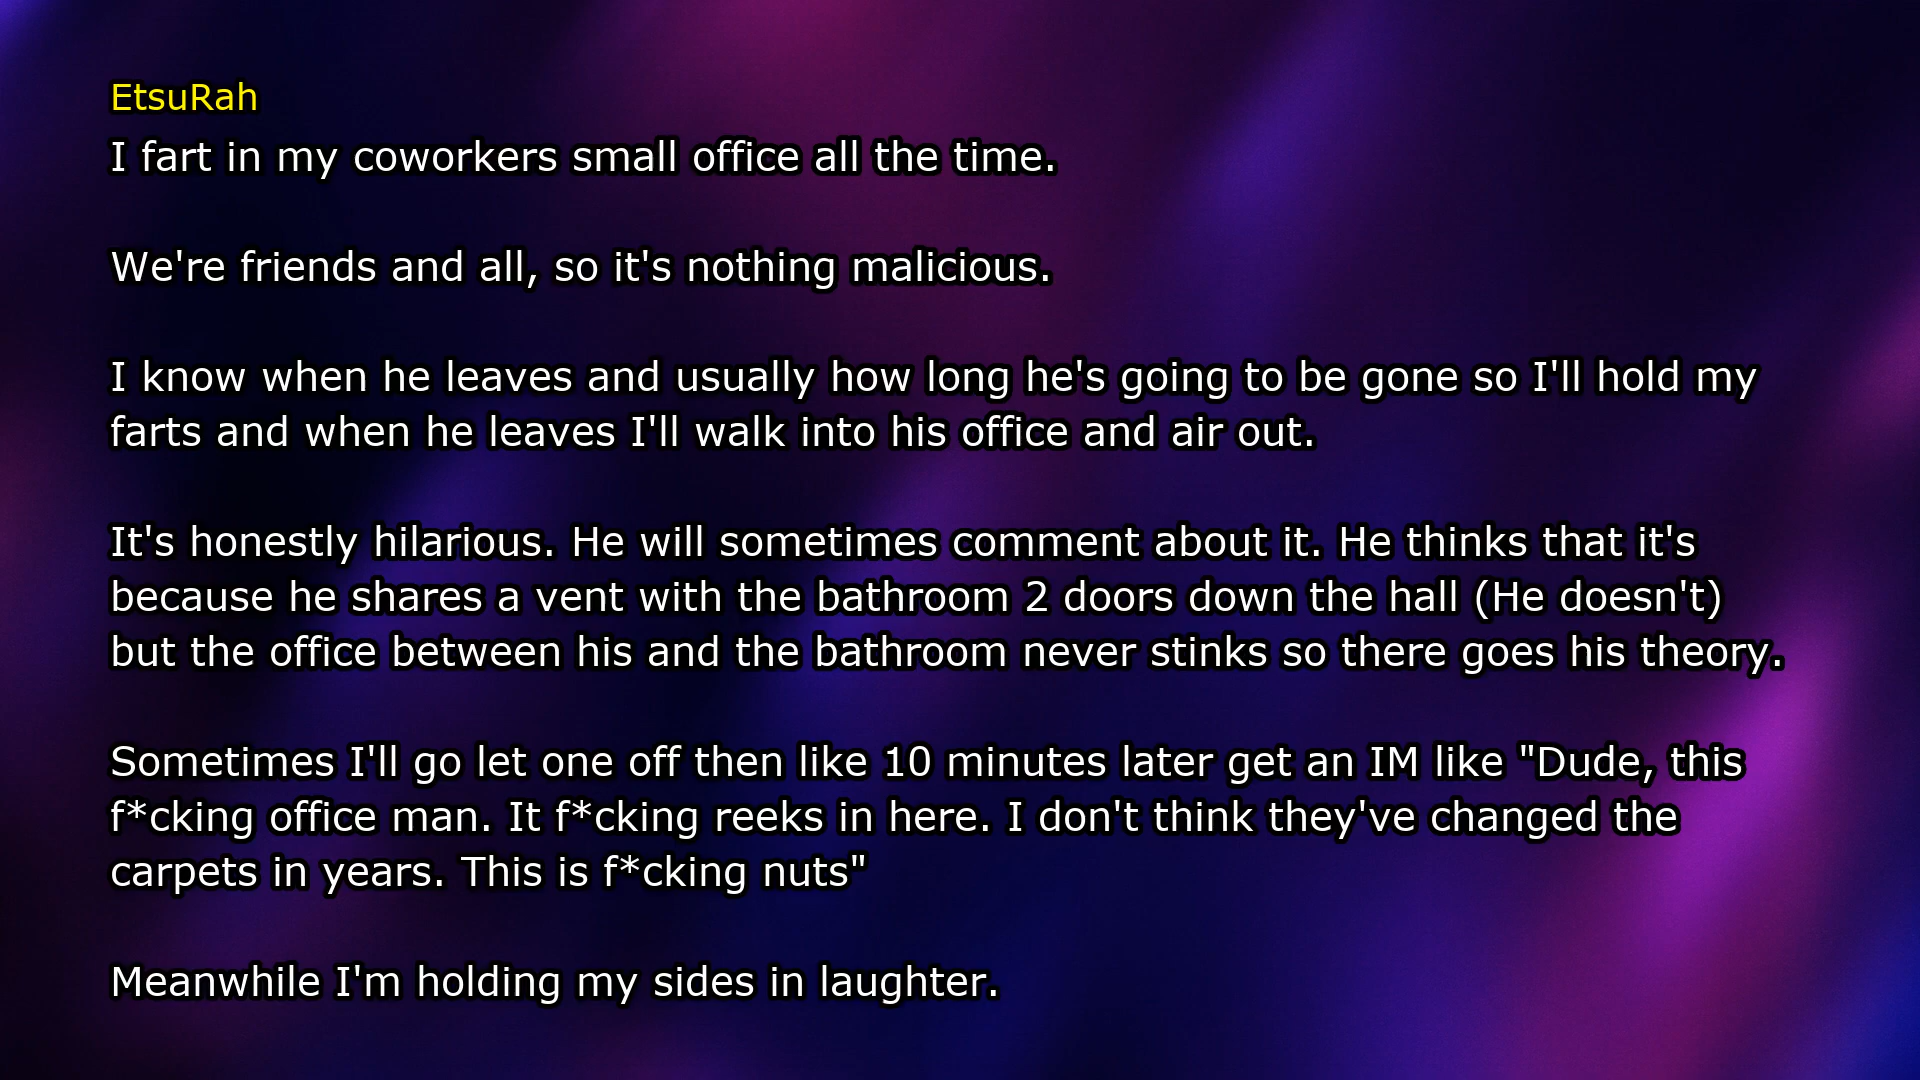 EtsuRah
I fart in my coworkers small office all the time.
We're friends and all, so it's nothing malicious.
I know when he leaves and usually how long he's going to be gone so I'll hold my
farts and when he leaves I'll walk into his office and air out.
It's honestly hilarious. He will sometimes comment about it. He thinks that it's
because he shares a vent with the bathroom 2 doors down the hall (He doesn't)
but the office between his and the bathroom never stinks so there goes his theory.
Sometimes I'll go let one off then like 10 minutes later get an IM like "Dude, this
f*cking office man. It f*cking reeks in here. I don't think they've changed the
carpets in years. This is f*cking nuts"
Meanwhile I'm holding my sides in laughter.